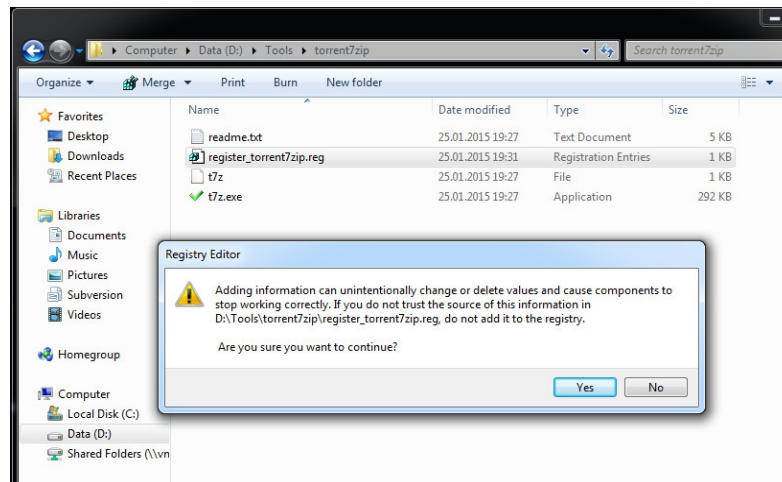 Computer ▸ Data (D:) ▸ Tools ▸ torrent7zip
Search torrent7zip
Organize Merge Print Burn New folder
Name Date modified Type Size
readme.txt 25.01.2015 19:27 Text Document 5 KB
register_torrent7zip.reg 25.01.2015 19:31 Registration Entries 1 KB
t7z 25.01.2015 19:27 File 1 KB
t7z.exe 25.01.2015 19:27 Application 292 KB
Favorites
Desktop
Downloads
Recent Places
Libraries
Documents
Music
Pictures
Subversion
Videos
Homegroup
Computer
Local Disk (C:)
Data (D:)
Shared Folders (\\vn
Registry Editor
Adding information can unintentionally change or delete values and cause components to
stop working correctly. If you do not trust the source of this information in
D:\Tools\torrent7zip\register_torrent7zip.reg, do not add it to the registry.
Are you sure you want to continue?
Yes No